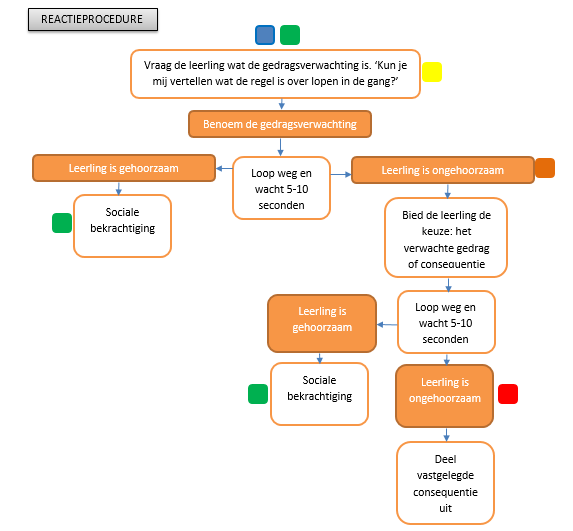 REACTIEPROCEDURE
Vraag de leerling wat de gedragsverwachting is. ‘Kun je
mij vertellen wat de regel is over lopen in de gang?’
Benoem de gedragsverwachting
Leerling is gehoorzaam
Loop weg en
wacht 5-10
seconden
Leerling is ongehoorzaam
Sociale
bekrachtiging
Bied de leerling de
keuze: het
verwachte gedrag
of consequentie
Leerling is
gehoorzaam
Loop weg en
wacht 5-10
seconden
Sociale
bekrachtiging
Leerling is
ongehoorzaam
Deel
vastgelegde
consequentie
uit